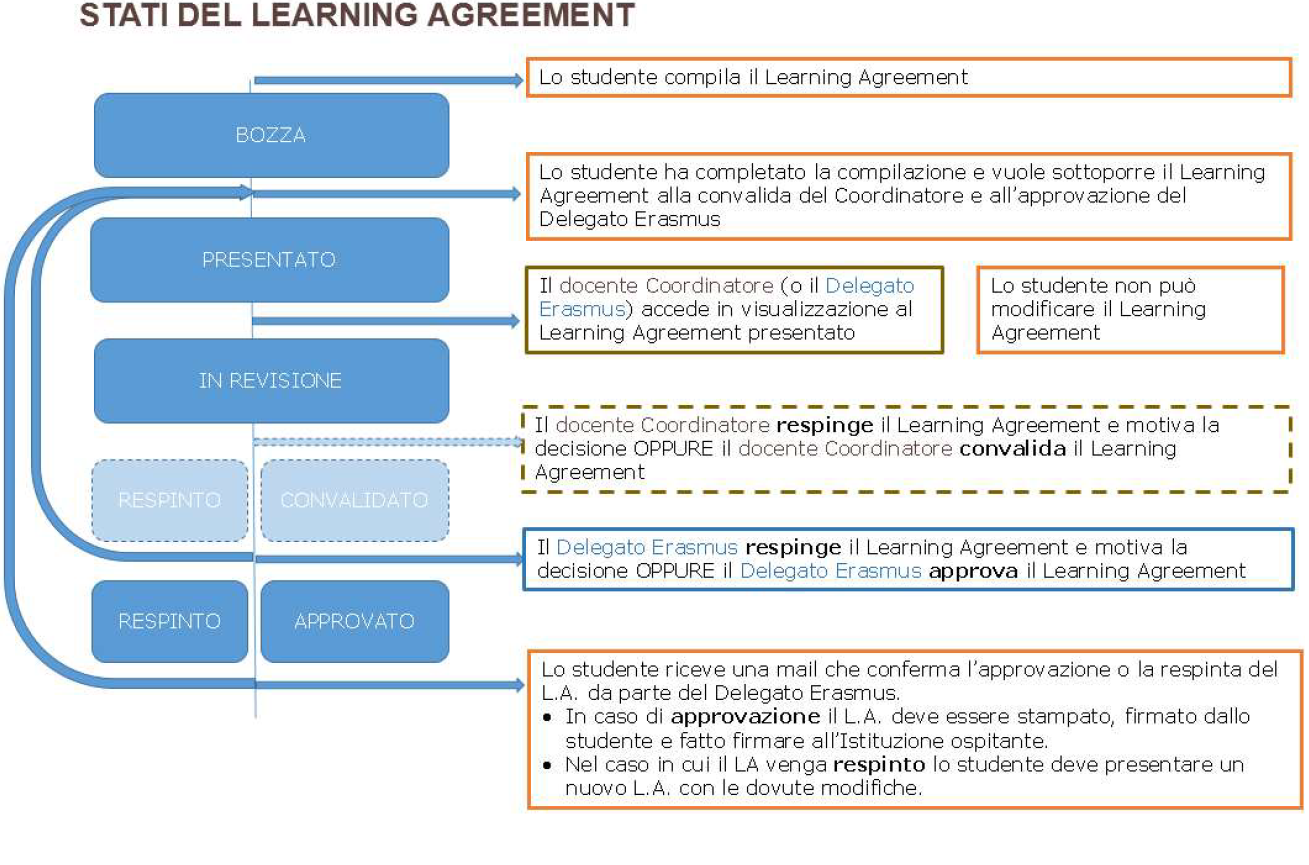 STATI DEL LEARNING AGREEMENT
Lo studente compila il Learning Agreement
BOZZA
Lo studente ha completato la compilazione e vuole sottoporre il Learning
Agreement alla convalida del Coordinatore e all'approvazione del
Delegato Erasmus
PRESENTATO
Il docente Coordinatore (o il Delegato
Erasmus) accede in visualizzazione al
Learning Agreement presentato
Lo studente non può
modificare il Learning
Agreement
IN REVISIONE
Il docente Coordinatore respinge il Learning Agreement e motiva la
decisione OPPURE il docente Coordinatore convalida il Learning
Agreement
RESPINTO
CONVALIDATO
Il Delegato Erasmus respinge il Learning Agreement e motiva la
decisione OPPURE il Delegato Erasmus approva il Learning Agreement
RESPINTO
APPROVATO
Lo studente riceve una mail che conferma l'approvazione o la respinta del
L.A. da parte del Delegato Erasmus.
• In caso di approvazione il L.A. deve essere stampato, firmato dallo
studente e fatto firmare all'Istituzione ospitante.
• Nel caso in cui il LA venga respinto lo studente deve presentare un
nuovo L.A. con le dovute modifiche.